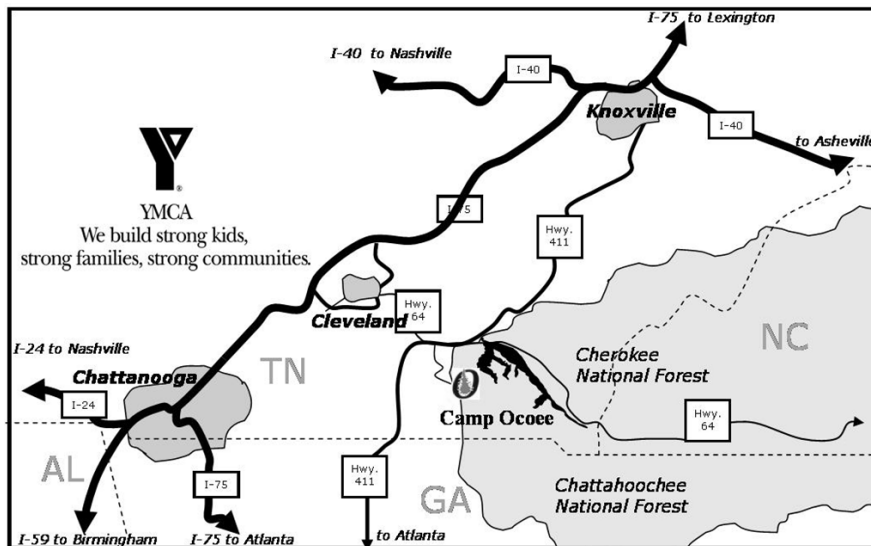 I-75 to Lexington
I-40 to Nashville
I-40
Knoxville
I-40
to Asheville
YMCA
We build strong kids,
strong families, strong communities.
I-75
Hwy.
411
Cleveland
Hwy.
64
NC
I-24 to Nashville
Chattanooga
TN
Cherokee
National Forest
I-24
Camp Ocoee
Hwy.
64
AL
I-75
Hwy.
411
GA
Chattahoochee
National Forest
I-59 to Birmingham
I-75 to Atlanta
to Atlanta